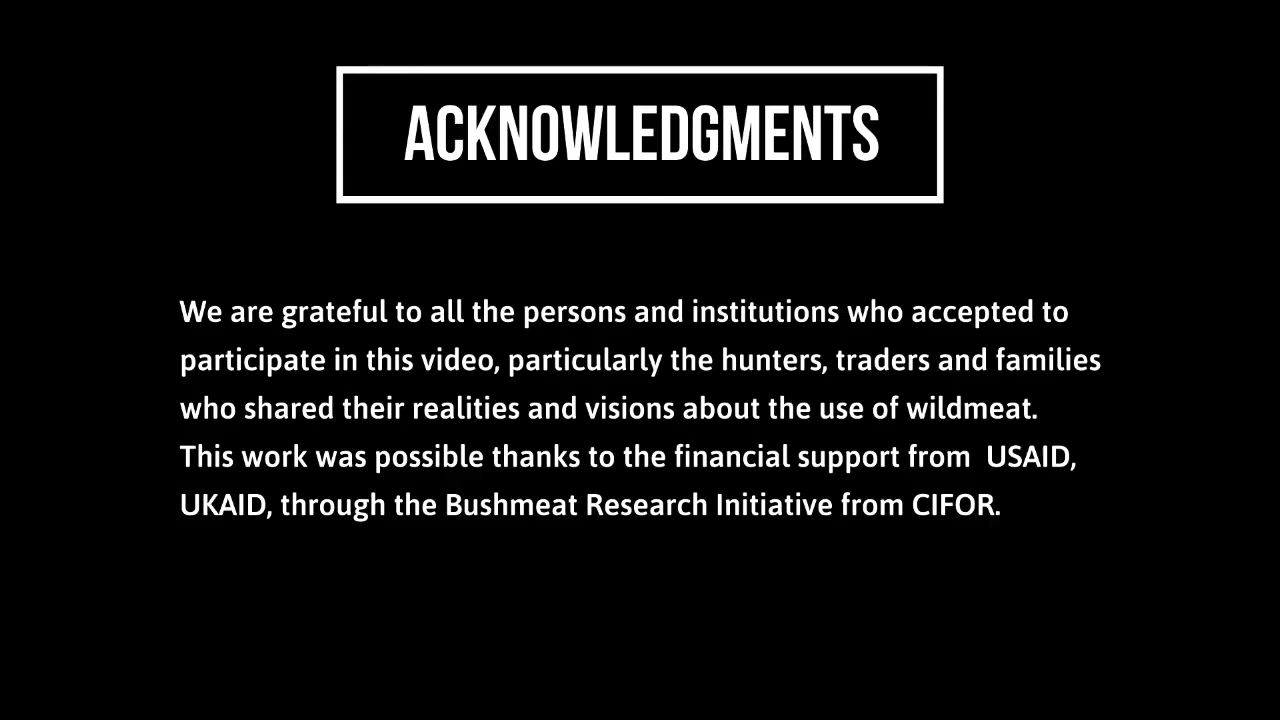 ACKNOWLEDGMENTS
We are grateful to all the persons and institutions who accepted to
participate in this video, particularly the hunters, traders and families
who shared their realities and visions about the use of wildmeat.
This work was possible thanks to the financial support from  USAID,
UKAID, through the Bushmeat Research Initiative from CIFOR.